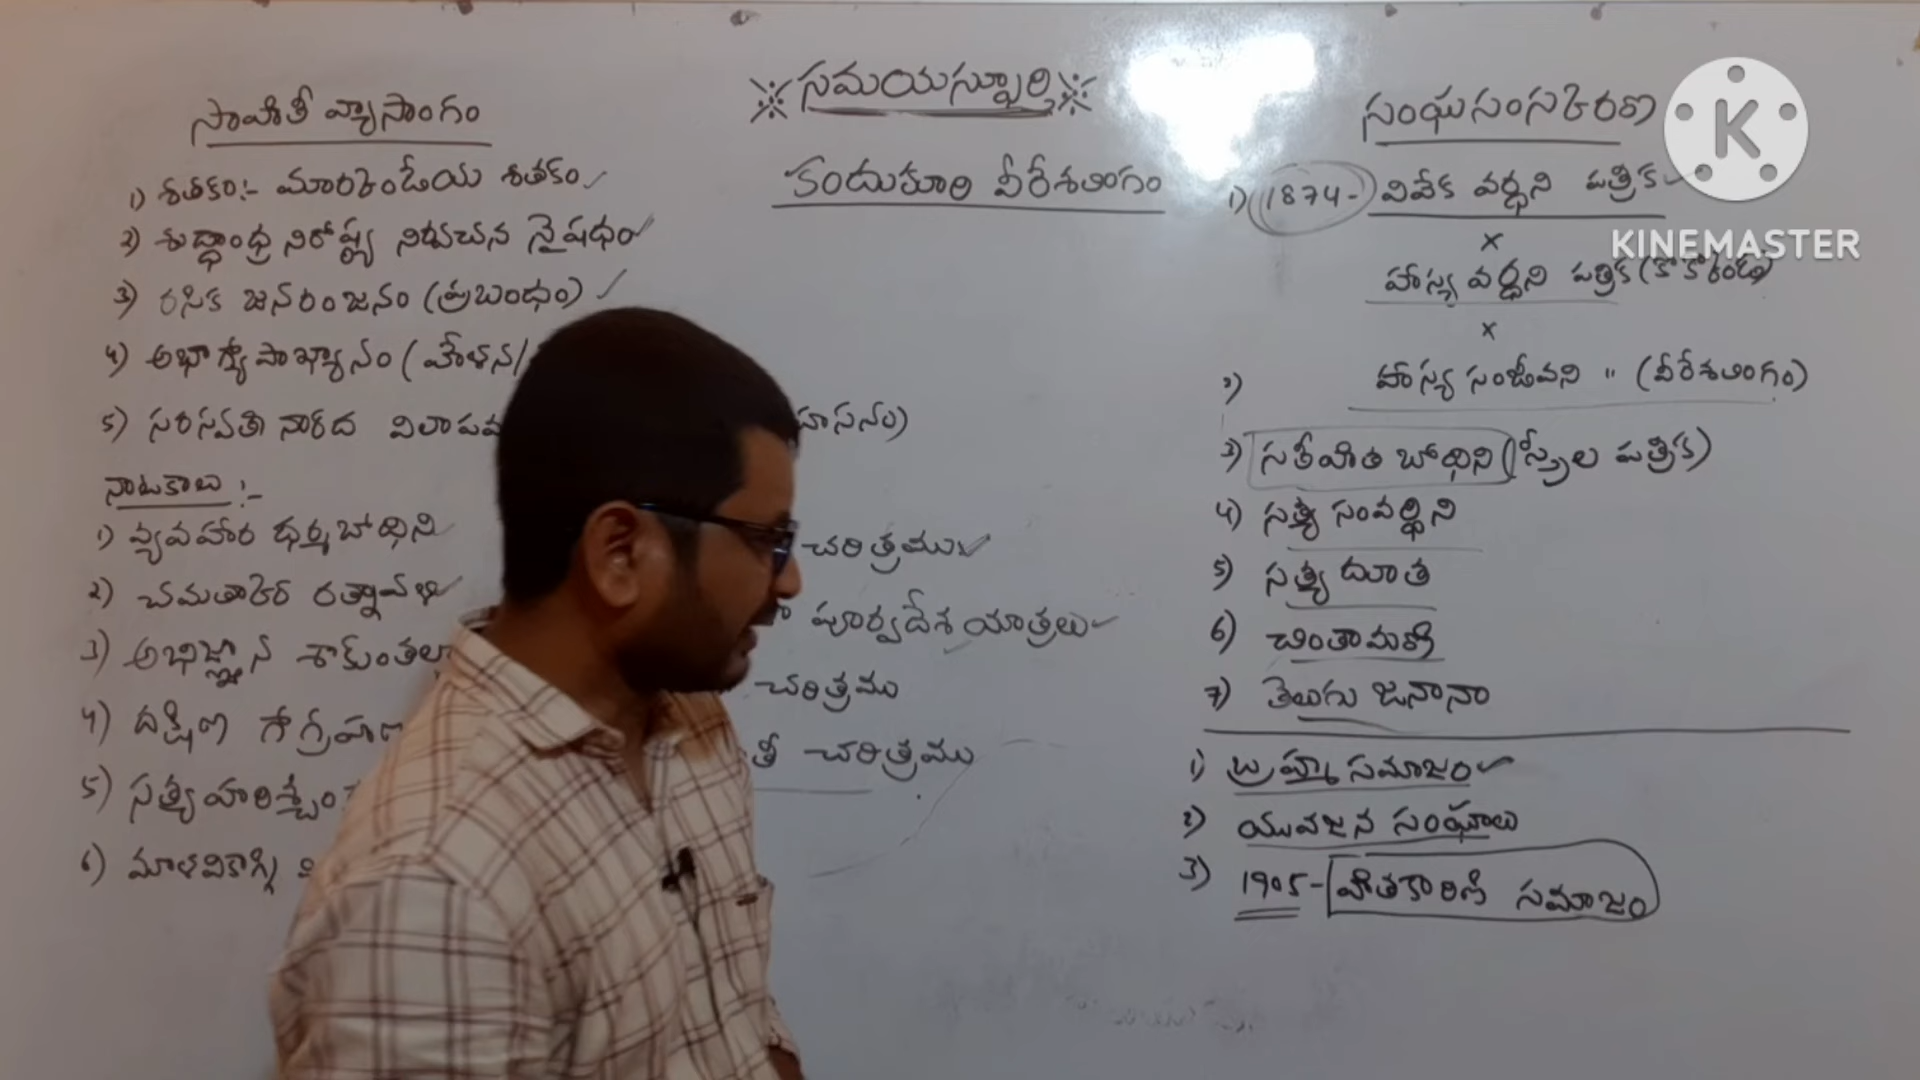 ※ సమయస్ఫూర్తి ※
కందుకూరి వీరేశలింగం
సాహితీ వ్యాసాంగం
1) శతకం:- మార్కండేయ శతకం
2) శుద్ధాంధ్ర నిరోష్ట్య నిర్వచన నైషధం
3) రసిక జనరంజనం (ప్రబంధం)
4) అభాగ్యోపాఖ్యానం (హేళన/
5) సరస్వతీ నారద విలాపము
హసనం)
నాటకాలు :-
1) వ్యవహార ధర్మబోధిని
2) చమత్కార రత్నావళి
3) అభిజ్ఞాన శాకుంతల
4) దక్షిణ గోగ్రహణ
5) సత్యహరిశ్చం
6) మాళవికాగ్ని
చరిత్రము
పూర్వదేశ యాత్రలు
చరిత్రము
తీ చరిత్రము
సంఘసంస్కరణ
1) 1874 - వివేక వర్ధని పత్రిక
x
హాస్య వర్ధని పత్రిక (కొక్కొండ)
x
2) హాస్య సంజీవని " (వీరేశలింగం)
3) సతీహిత బోధిని (స్త్రీల పత్రిక)
4) సత్య సంవర్ధిని
5) సత్య దూత
6) చింతామణి
7) తెలుగు జనానా
1) బ్రహ్మ సమాజం
2) యువజన సంఘాలు
3) 1905 - హితకారిణి సమాజం
K
KINEMASTER